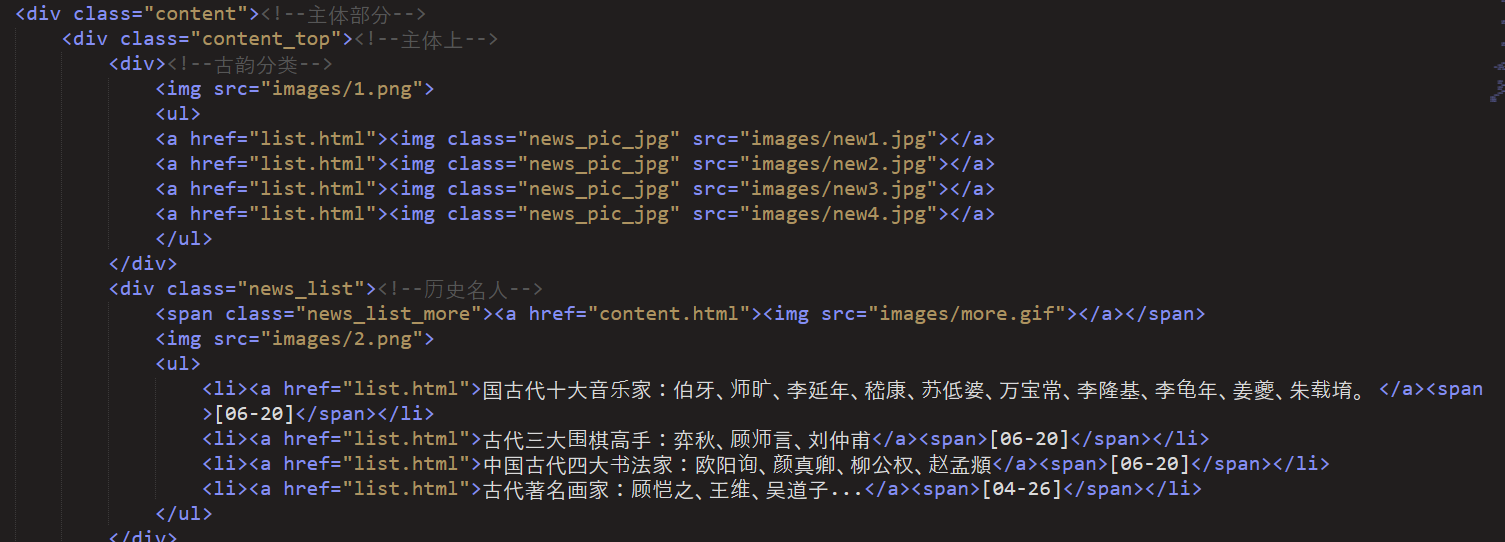 <div class="content"><!--主体部分-->
<div class="content_top"><!--主体上-->
<div><!--古韵分类-->
<img src="images/1.png">
<ul>
<a href="list.html"><img class="news_pic_jpg" src="images/new1.jpg"></a>
<a href="list.html"><img class="news_pic_jpg" src="images/new2.jpg"></a>
<a href="list.html"><img class="news_pic_jpg" src="images/new3.jpg"></a>
<a href="list.html"><img class="news_pic_jpg" src="images/new4.jpg"></a>
</ul>
</div>
<div class="news_list"><!--历史名人-->
<span class="news_list_more"><a href="content.html"><img src="images/more.gif"></a></span>
<img src="images/2.png">
<ul>
<li><a href="list.html">国古代十大音乐家：伯牙、师旷、李延年、嵇康、苏低婆、万宝常、李隆基、李龟年、姜夔、朱载堉。</a><span
>[06-20]</span></li>
<li><a href="list.html">古代三大围棋高手：弈秋、顾师言、刘仲甫</a><span>[06-20]</span></li>
<li><a href="list.html">中国古代四大书法家：欧阳询、颜真卿、柳公权、赵孟頫</a><span>[06-20]</span></li>
<li><a href="list.html">古代著名画家：顾恺之、王维、吴道子...</a><span>[04-26]</span></li>
</ul>
</div>